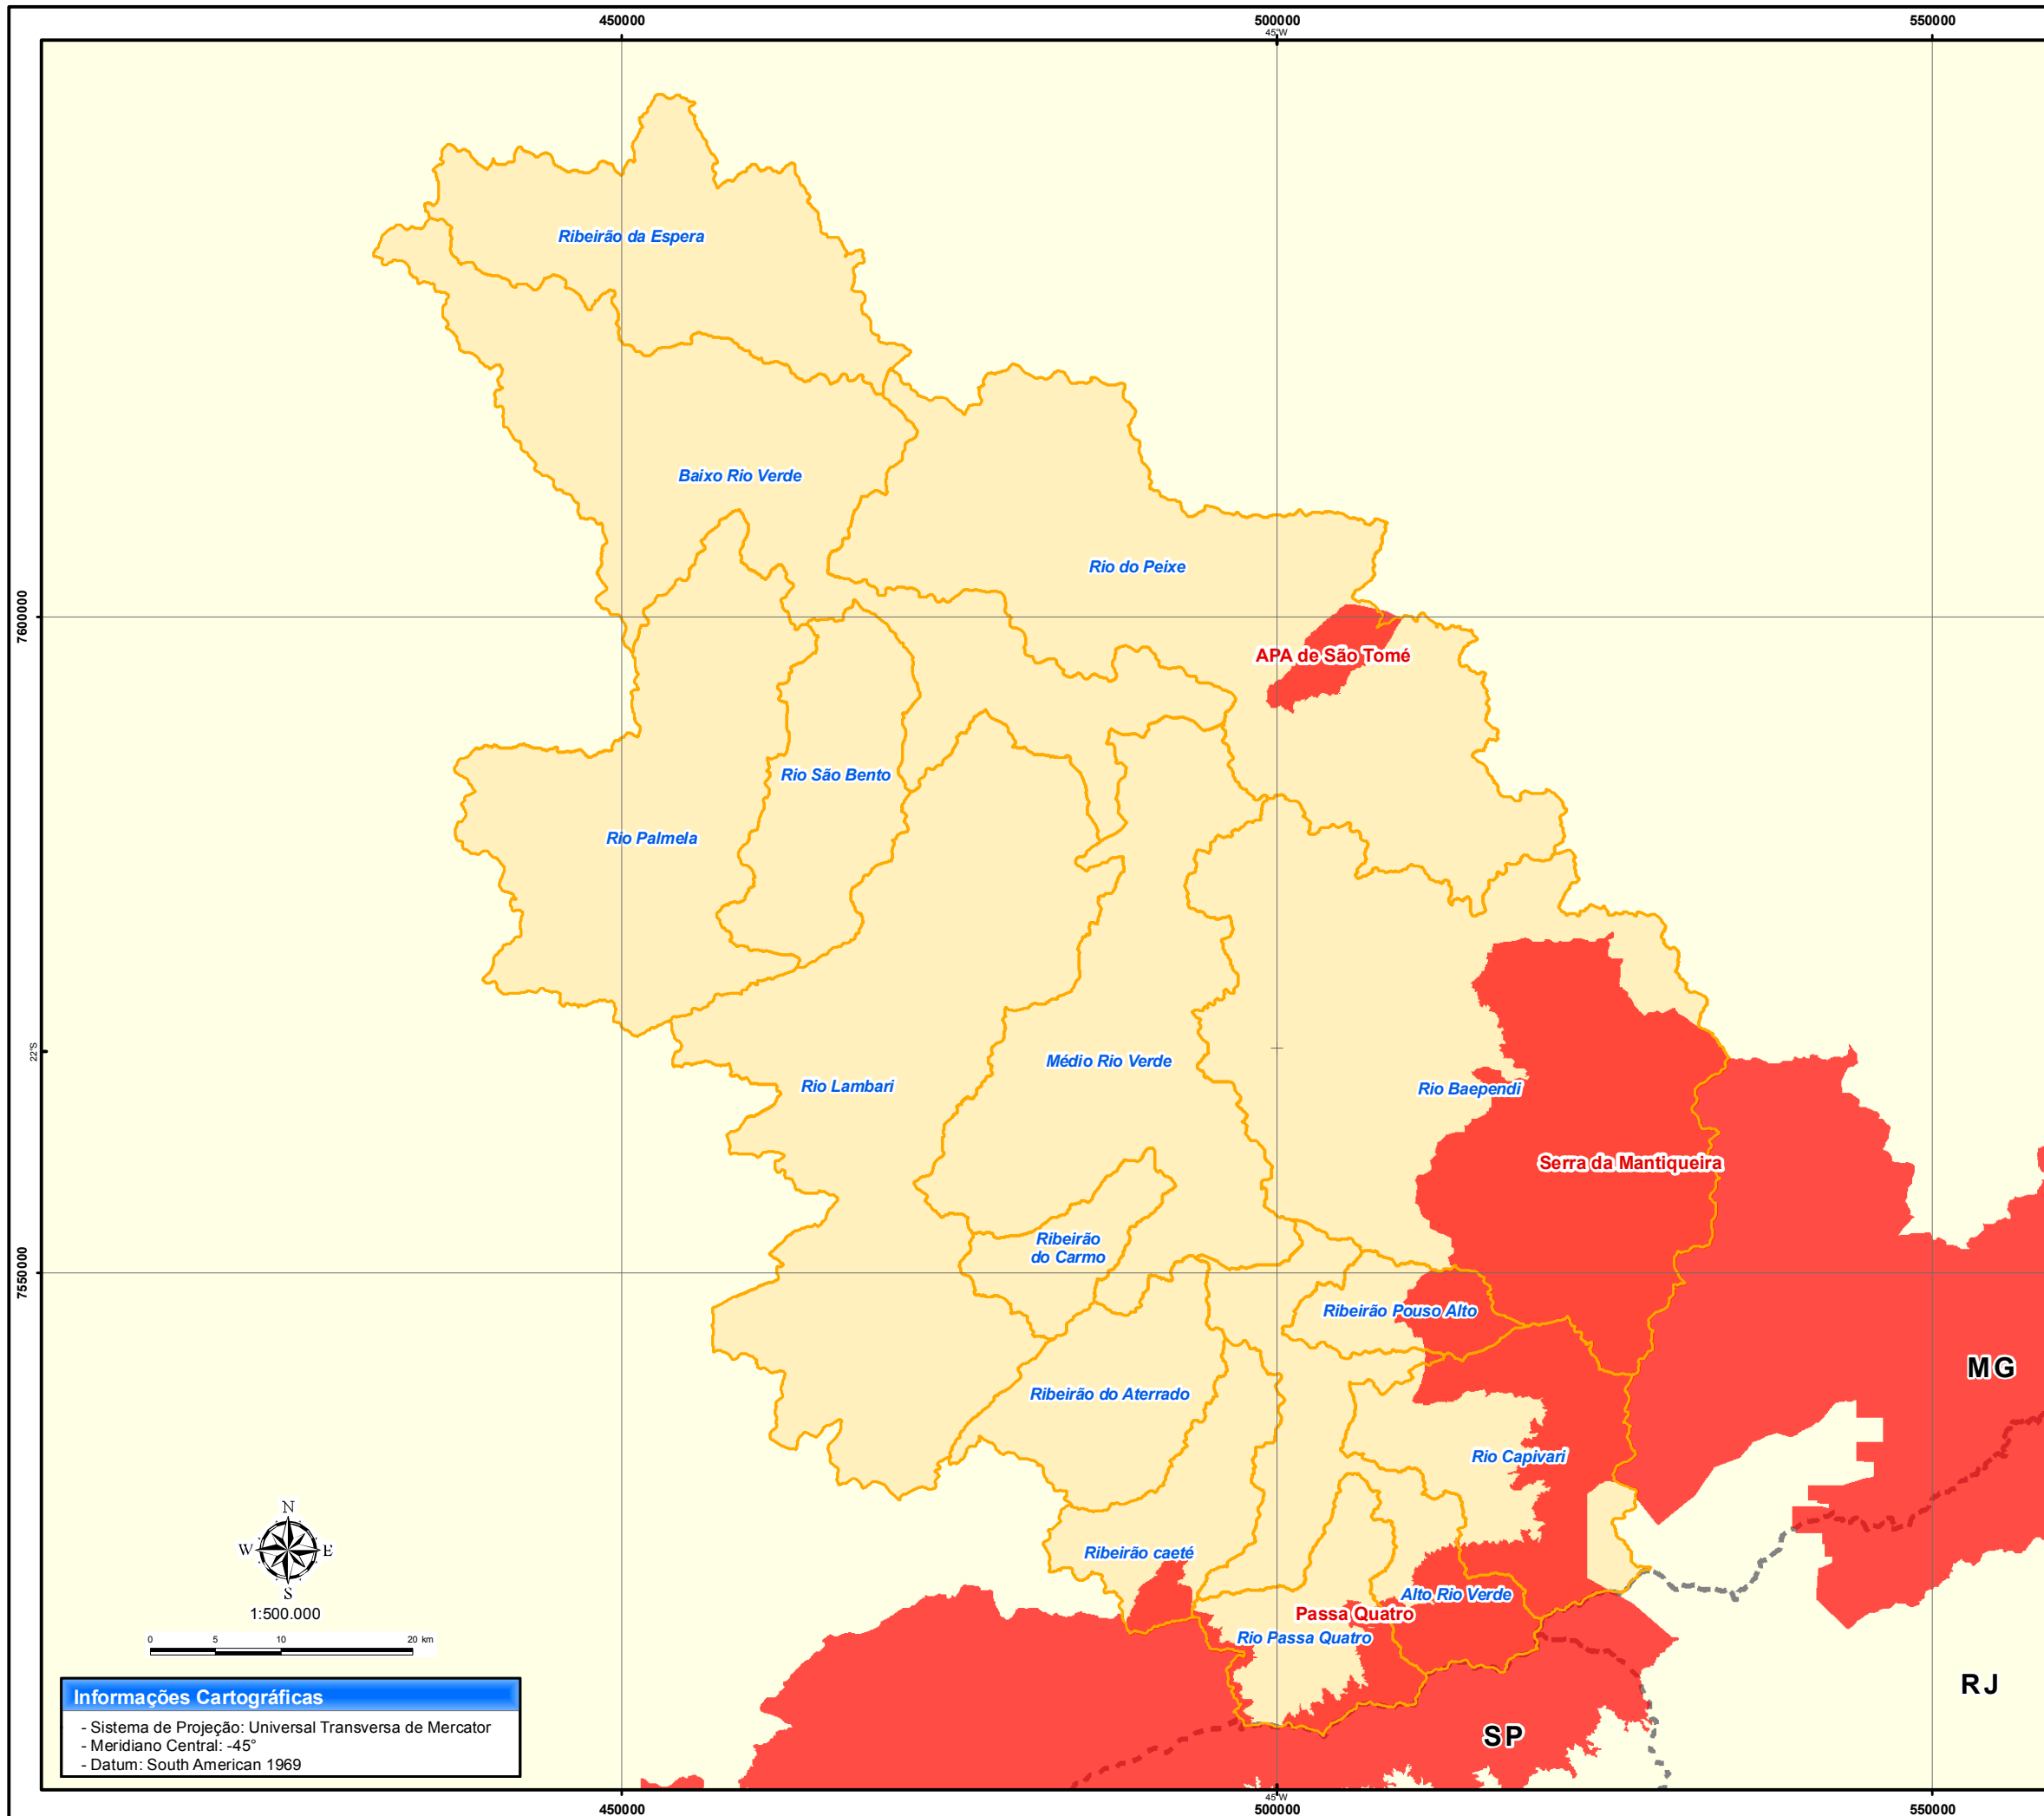 450000
500000
550000
45°W
Ribeirão da Espera
Baixo Rio Verde
Rio do Peixe
7600000
7600000
APA de São Tomé
Rio São Bento
Rio Palmela
22°S
Médio Rio Verde
Rio Lambari
Rio Baependi
Serra da Mantiqueira
Ribeirão
do Carmo
7550000
Ribeirão Pouso Alto
MG
Ribeirão do Aterrado
Rio Capivari
N
W E
S
Ribeirão caeté
Alto Rio Verde
1:500.000
Passa Quatro
Rio Passa Quatro
0 5 10 20 km
RJ
SP
Informações Cartográficas
- Sistema de Projeção: Universal Transversa de Mercator
- Meridiano Central: -45°
- Datum: South American 1969
45°W
450000
500000
550000